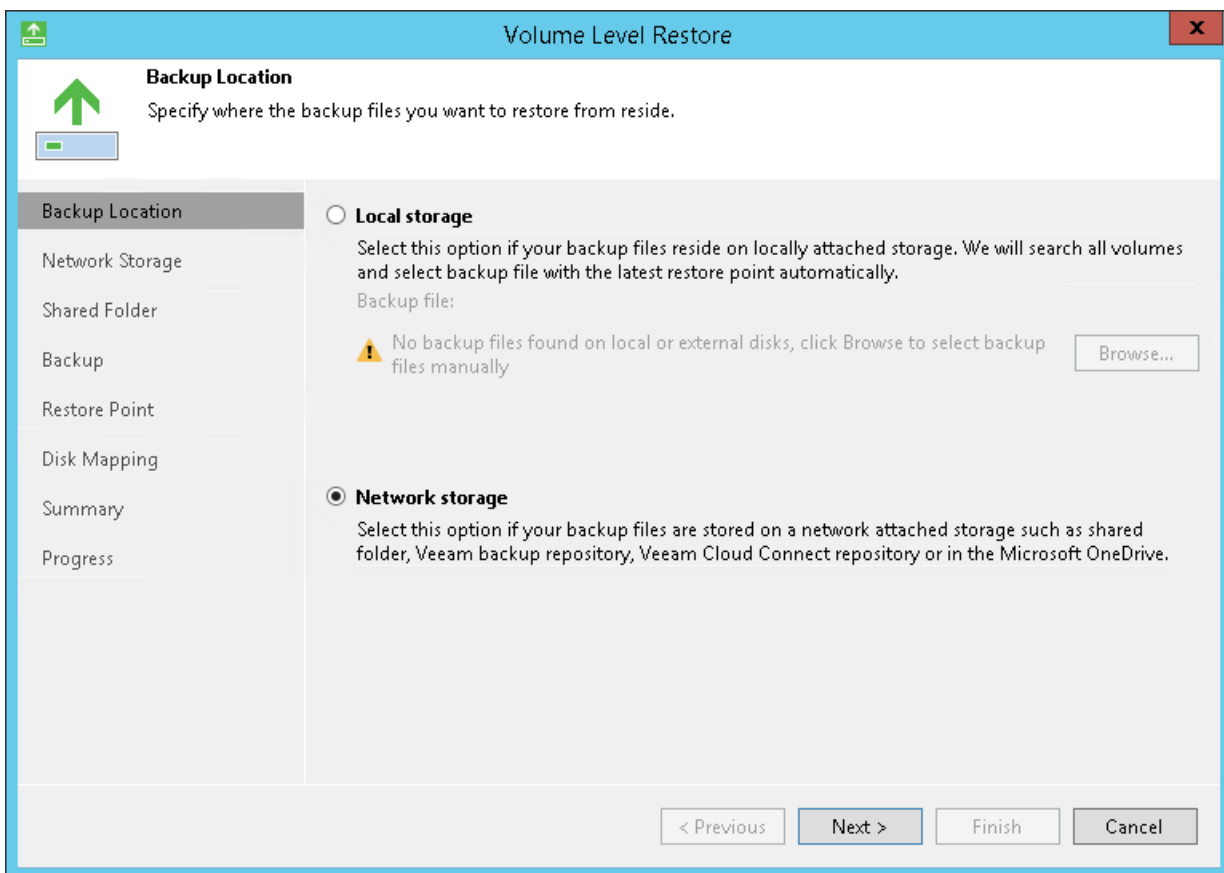 Volume Level Restore
x
Backup Location
Specify where the backup files you want to restore from reside.
Backup Location
Network Storage
Shared Folder
Backup
Restore Point
Disk Mapping
Summary
Progress
Local storage
Select this option if your backup files reside on locally attached storage. We will search all volumes
and select backup file with the latest restore point automatically.
Backup file:
No backup files found on local or external disks, click Browse to select backup
files manually
Browse...
Network storage
Select this option if your backup files are stored on a network attached storage such as shared
folder, Veeam backup repository, Veeam Cloud Connect repository or in the Microsoft OneDrive.
< Previous
Next >
Finish
Cancel